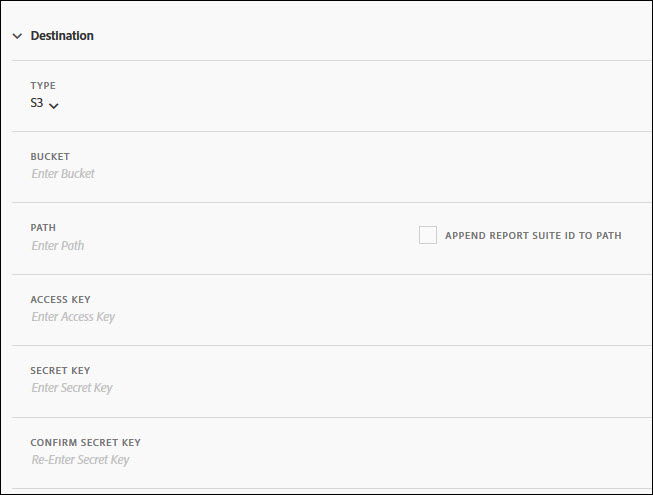 Destination
TYPE
S3
BUCKET
Enter Bucket
PATH
Enter Path
APPEND REPORT SUITE ID TO PATH
ACCESS KEY
Enter Access Key
SECRET KEY
Enter Secret Key
CONFIRM SECRET KEY
Re-Enter Secret Key